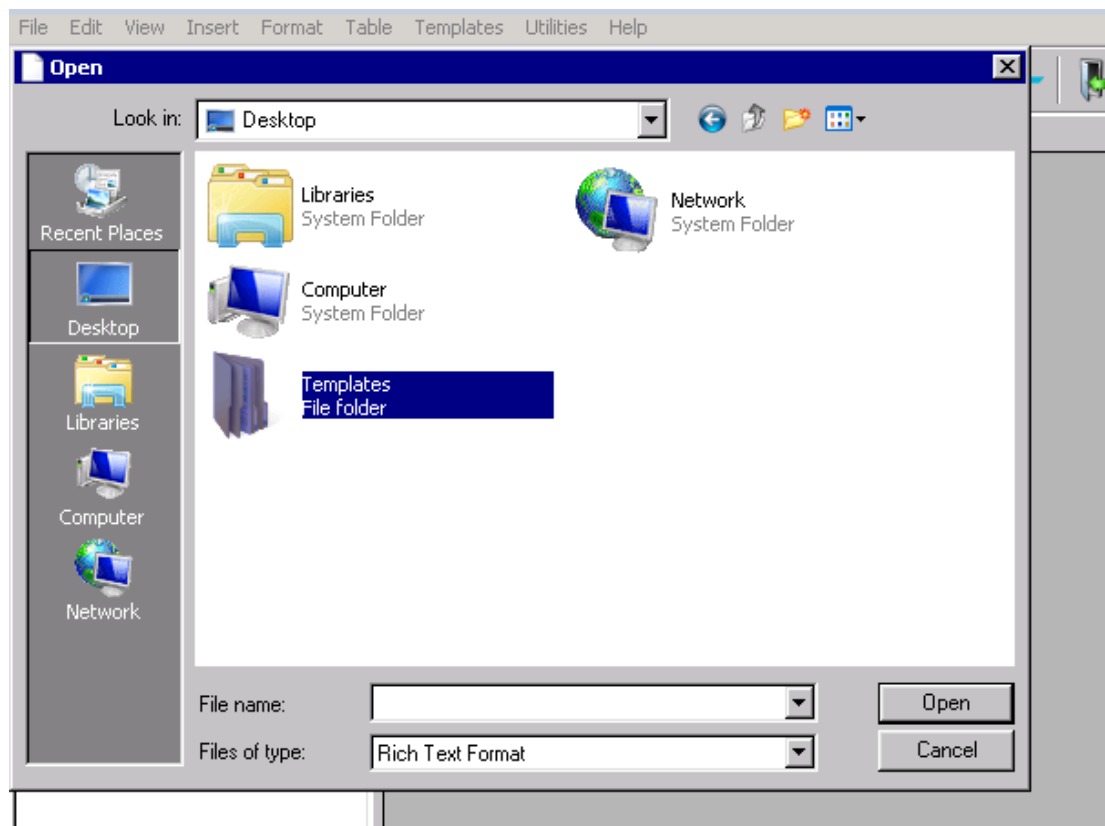 File Edit View Insert Format Table Templates Utilities Help
Open
Look in: Desktop
Recent Places
Desktop
Libraries
Computer
Network
Libraries
System Folder
Network
System Folder
Computer
System Folder
Templates
File folder
File name:
Open
Files of type: Rich Text Format
Cancel